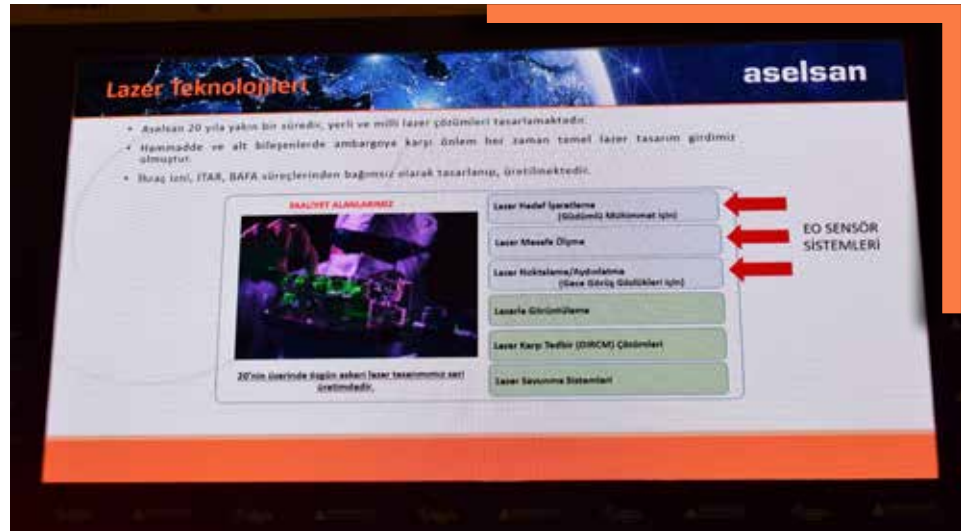 Lazer Teknolojileri
aselsan
• Aselsan 20 yıla yakın bir süredir, yerli ve milli lazer çözümleri tasarlamaktadır.
• Hammadde ve alt bileşenlerde ambargoya karşı önlem her zaman temel lazer tasarım girdimiz
olmuştur.
• İhraç izni, ITAR, BAFA süreçlerinden bağımsız olarak tasarlanıp, üretilmektedir.
FAALİYET ALANLARIMIZ
20'nin üzerinde özgün askeri lazer tasarımımız seri
üretimdedir.
Lazer Hedef İşaretleme
(Güdümlü Mühimmat için)
Lazer Mesafe Ölçme
Lazer Noktalama/Aydınlatma
(Gece Görüş Gözlükleri için)
Lazerle Görüntüleme
Lazer Karşı Tedbir (DIRCM) Çözümleri
Lazer Savunma Sistemleri
EO SENSÖR
SİSTEMLERİ